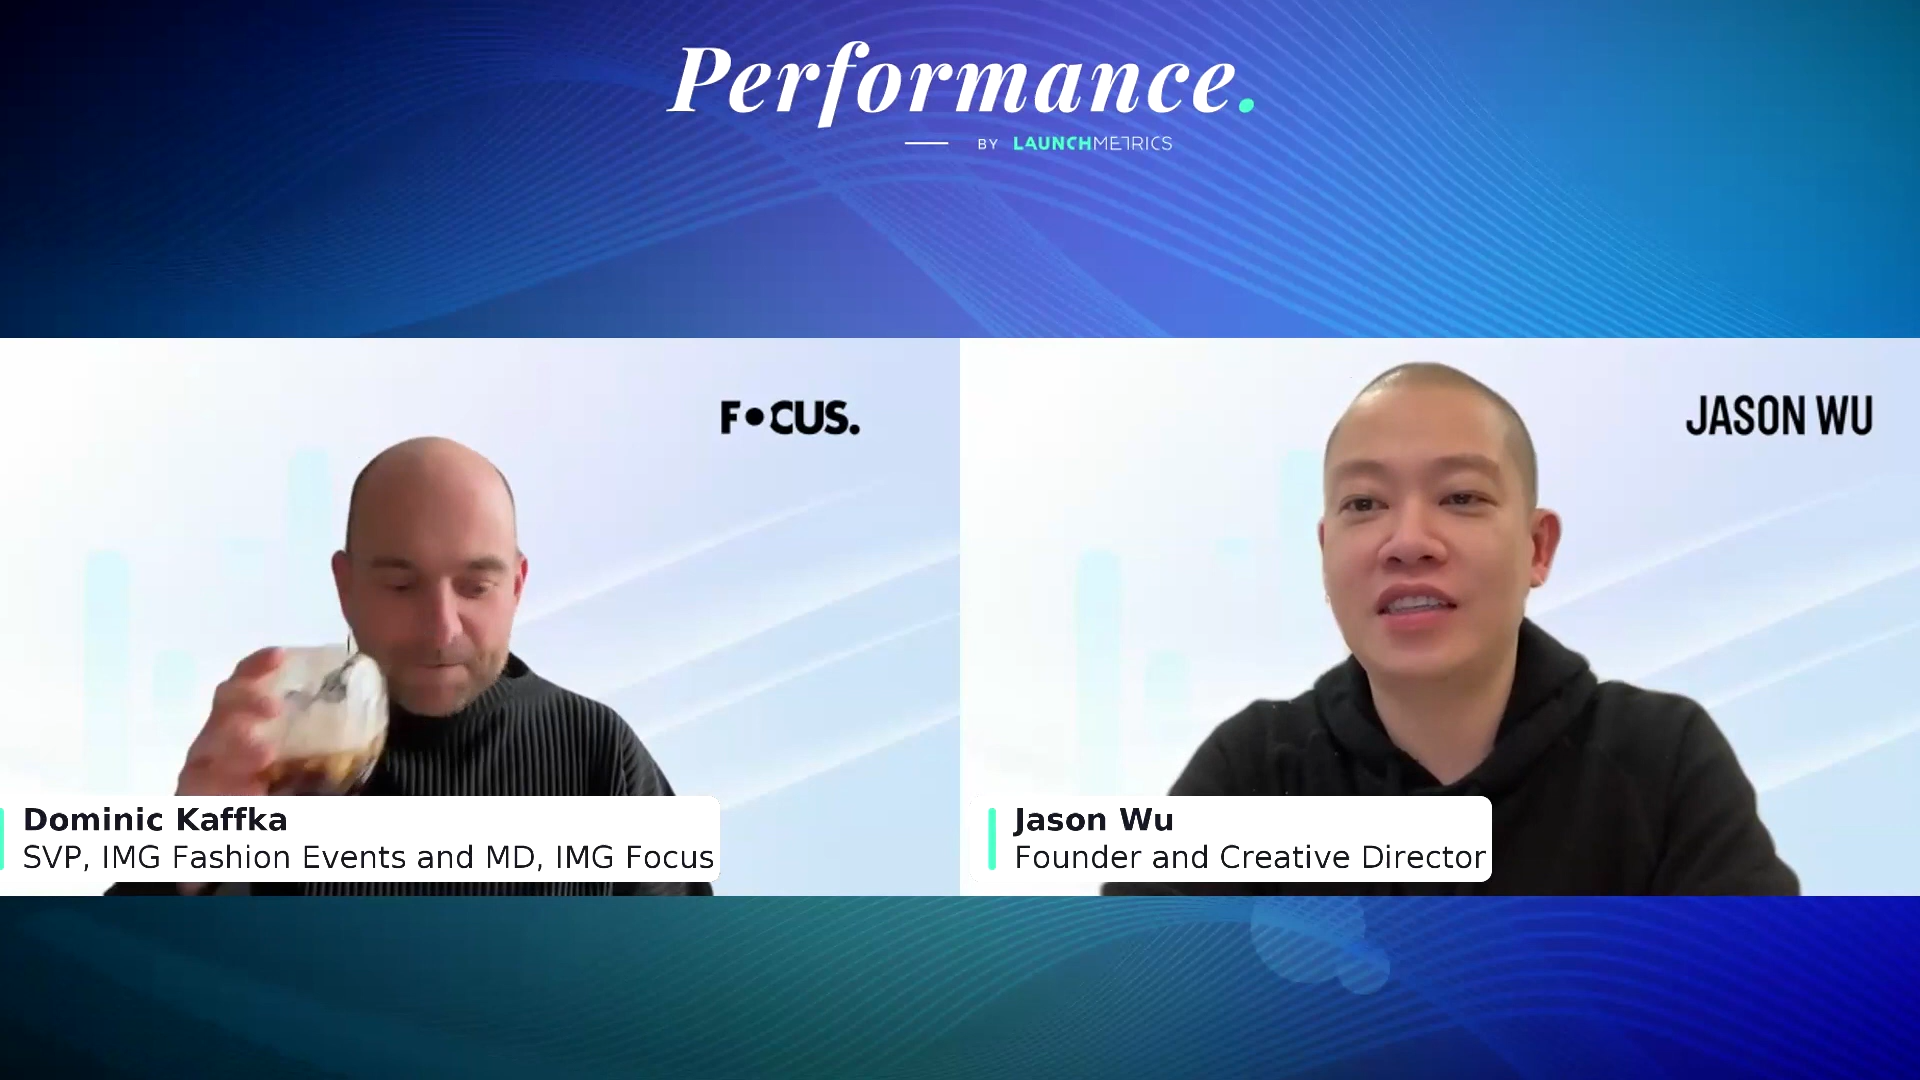 Performance.
BY LAUNCHMETRICS
FOCUS.
JASON WU
Dominic Kaffka
SVP, IMG Fashion Events and MD, IMG Focus
Jason Wu
Founder and Creative Director